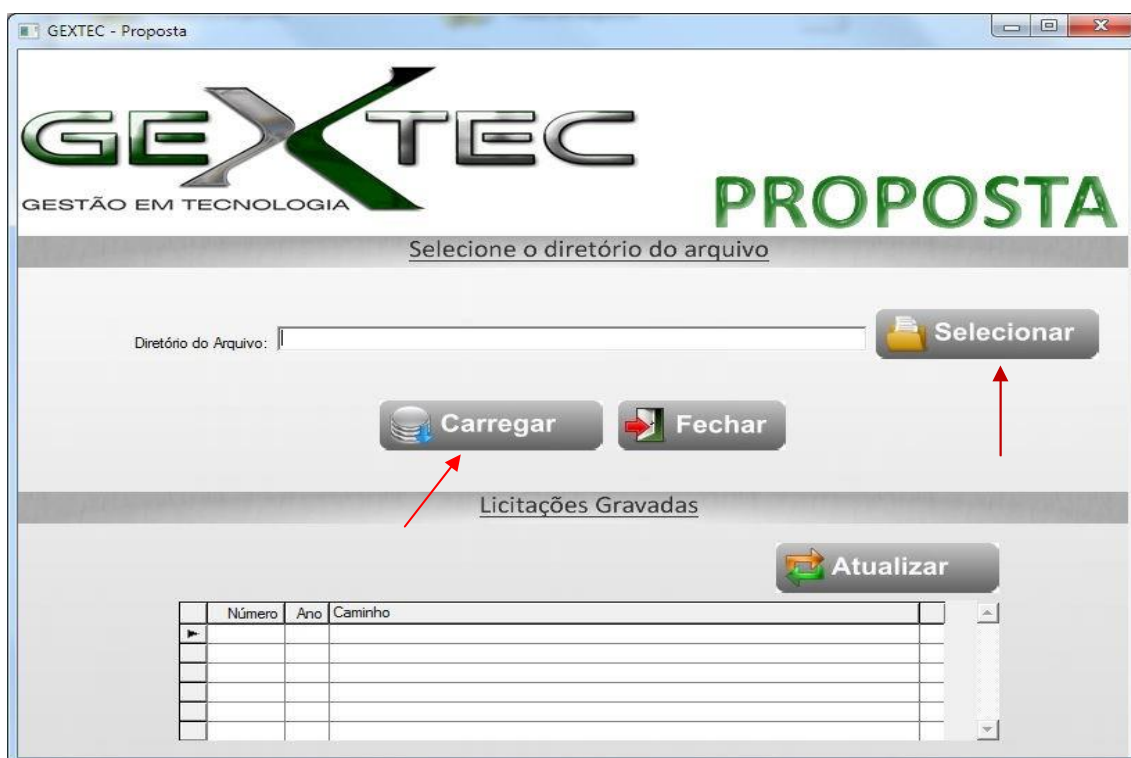 GEXTEC - Proposta
GEXTEC
GESTÃO EM TECNOLOGIA
PROPOSTA
Selecione o diretório do arquivo
Diretório do Arquivo:
Selecionar
Carregar
Fechar
Licitações Gravadas
Atualizar
Número Ano Caminho